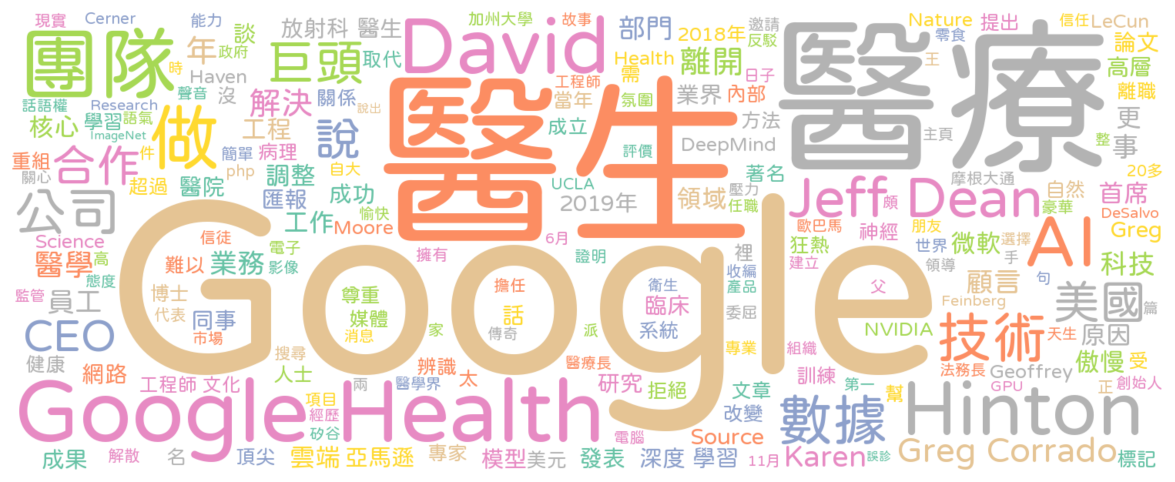 現實 Cerner 能力 加州大學 故事 部門 2018年 邀請 Nature 提出 信任 LeCun
團隊 年 談 政府 巨頭 放射科 醫生 David Health 離開 反駁 零食 論文
時 Haven 沒 取代 工程師 需 日子 醫療 王 高層
話語權 聲音 Research 解決 關係 當年 氛圍 業界 內部 離職
核心 學習 語氣 ImageNet 做 工程 說 說出 醫生 成立 方法 主頁 整 更
重組 合作 件 簡單 病理 自大 評價 DeepMind 事
關心 超過 醫院 php 調整 成功 UCLA 壓力 著名 摩根大通 20多
公司 匯報 工作 愉快 Moore 2019年 領域 任職 Jeff Dean 頗 自然 首席
Science 高 信徒 電子 擁有 6月 證明 裡 歐巴馬 神經 朋友 豪華 DeSalvo
醫學 難以 業務 影像 Google 狂熱 世界 微軟 選擇 AI Greg
態度 監管 員工 博士 尊重 擔任 衛生 收編 建立 領導 手 科技
代表 同事 媒體 話 臨床 產品 父 顧言 句 美國 篇
CEO 市場 消息 家 傳奇 派 系統 委屈 Feinberg
健康 搜尋 NVIDIA 技術 天生 原因
網路 人士 辨識 太 醫療長 專業 組織 法務長 Geoffrey 傲慢 受
工程師 文化 兩 醫學界 研究 拒絕 文章 訓練 第一 GPU 正 創始人
Google Health 項目 經歷 改變 數據 幫 Hinton
矽谷 電腦 Source Greg Corrado
成果 解散 名 頂尖 雲端 亞馬遜 專家 模型 美元 發表 深度 學習 11月 Karen 誤診 標記